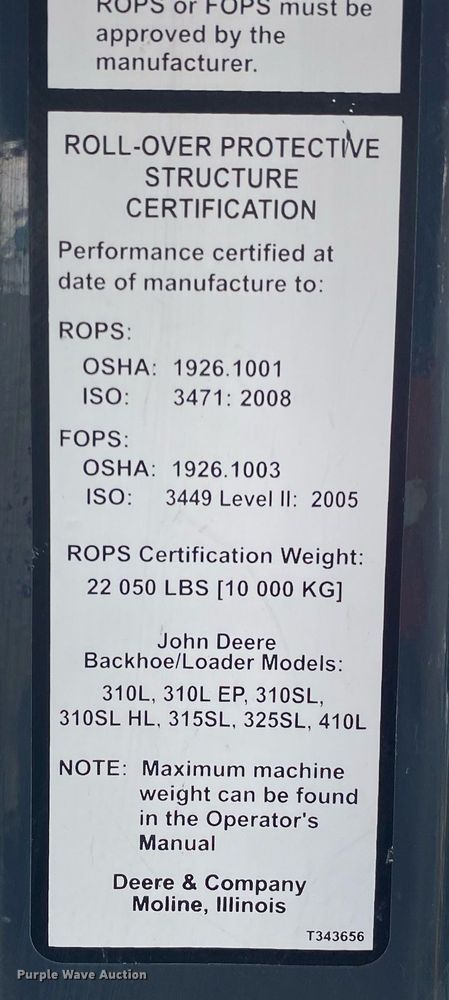 ROPS or FOPS must be
approved by the
manufacturer.
ROLL-OVER PROTECTIVE
STRUCTURE
CERTIFICATION
Performance certified at
date of manufacture to:
ROPS:
OSHA: 1926.1001
ISO: 3471: 2008
FOPS:
OSHA: 1926.1003
ISO: 3449 Level II: 2005
ROPS Certification Weight:
22 050 LBS [10 000 KG]
John Deere
Backhoe/Loader Models:
310L, 310L EP, 310SL,
310SL HL, 315SL, 325SL, 410L
NOTE: Maximum machine
weight can be found
in the Operator's
Manual
Deere & Company
Moline, Illinois
T343656
Purple Wave Auction